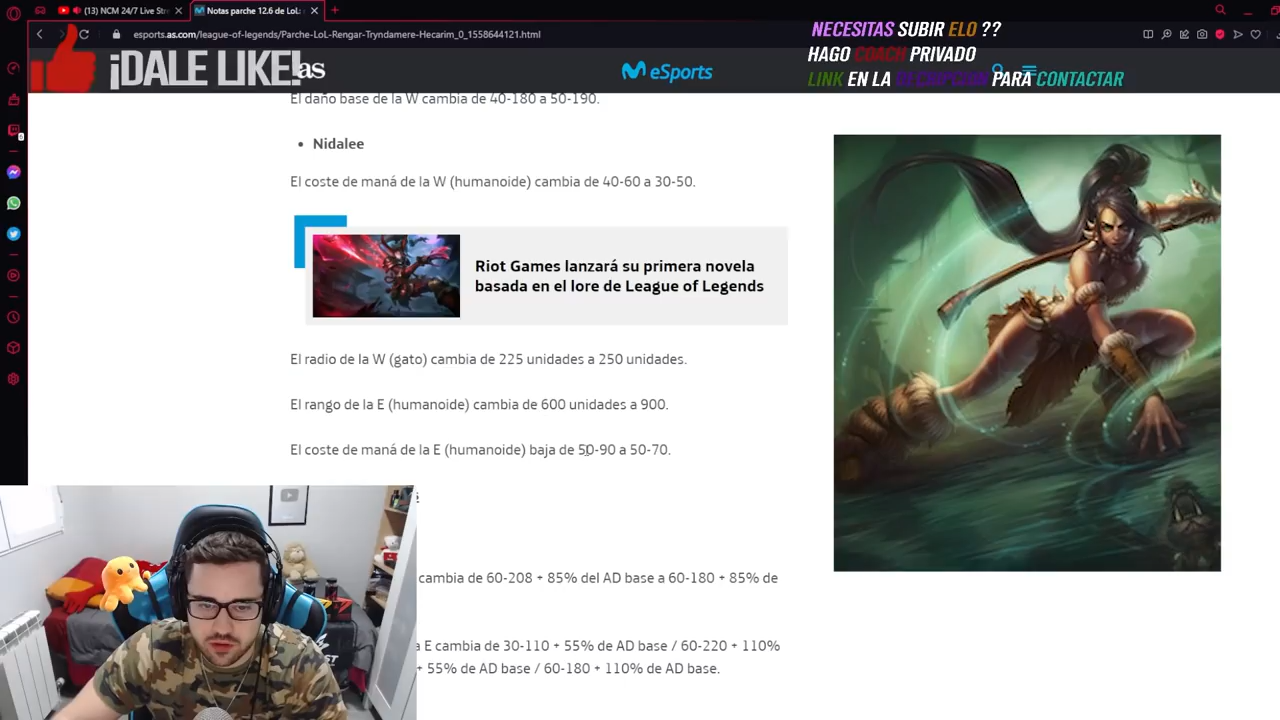 (13) NCM 24/7 Live Stre
Notas parche 12.6 de LoL:
esports.as.com/league-of-legends/Parche-LoL-Rengar-Tryndamere-Hecarim_0_1558644121.html
¡DALE LIKE!
as
eSports
NECESITAS SUBIR ELO ??
HAGO COACH PRIVADO
LINK EN LA DESCRIPCION PARA CONTACTAR
El daño base de la W cambia de 40-180 a 50-190.
• Nidalee
El coste de maná de la W (humanoide) cambia de 40-60 a 30-50.
Riot Games lanzará su primera novela
basada en el lore de League of Legends
El radio de la W (gato) cambia de 225 unidades a 250 unidades.
El rango de la E (humanoide) cambia de 600 unidades a 900.
El coste de maná de la E (humanoide) baja de 50-90 a 50-70.
cambia de 60-208 + 85% del AD base a 60-180 + 85% de
a E cambia de 30-110 + 55% de AD base / 60-220 + 110%
+ 55% de AD base / 60-180 + 110% de AD base.